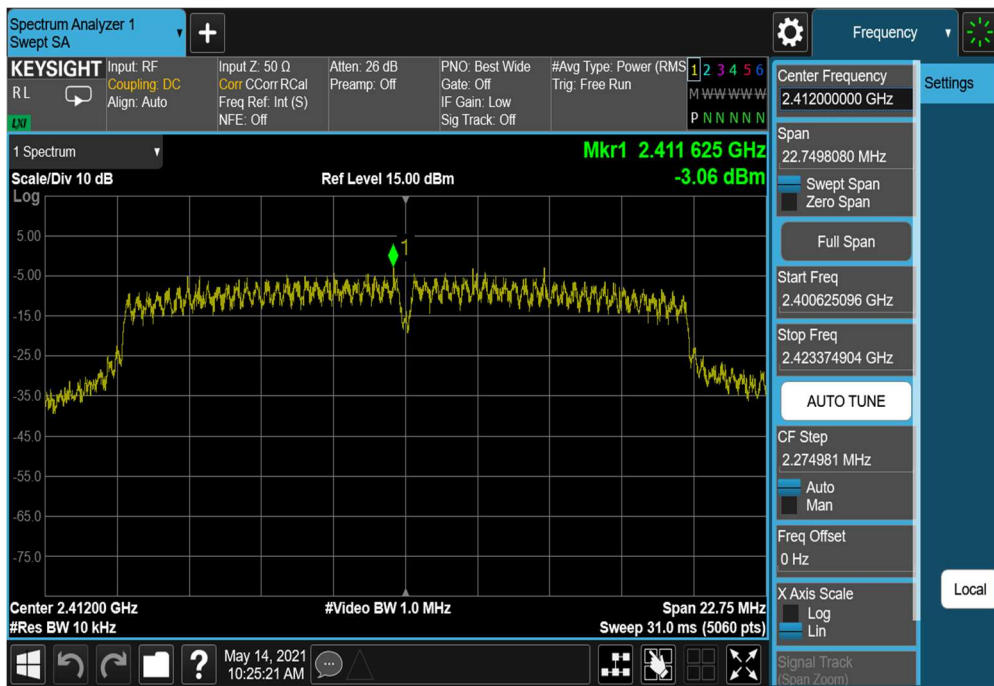 Spectrum Analyzer 1
Swept SA
+
Frequency
KEYSIGHT
R L
LXI
Input: RF
Coupling: DC
Align: Auto
Input Z: 50 Ω
Corr CCorr RCal
Freq Ref: Int (S)
NFE: Off
Atten: 26 dB
Preamp: Off
PNO: Best Wide
Gate: Off
IF Gain: Low
Sig Track: Off
#Avg Type: Power (RMS
Trig: Free Run
1 2 3 4 5 6
M W W W W W
P N N N N N
1 Spectrum
Scale/Div 10 dB
Ref Level 15.00 dBm
Mkr1 2.411 625 GHz
-3.06 dBm
Log
5.00
-5.00
-15.0
-25.0
-35.0
-45.0
-55.0
-65.0
-75.0
1
Center 2.41200 GHz
#Res BW 10 kHz
#Video BW 1.0 MHz
Span 22.75 MHz
Sweep 31.0 ms (5060 pts)
Center Frequency
2.412000000 GHz
Span
22.7498080 MHz
Swept Span
Zero Span
Full Span
Start Freq
2.400625096 GHz
Stop Freq
2.423374904 GHz
AUTO TUNE
CF Step
2.274981 MHz
Auto
Man
Freq Offset
0 Hz
X Axis Scale
Log
Lin
Signal Track
(Span Zoom)
Settings
Local
?
May 14, 2021
10:25:21 AM